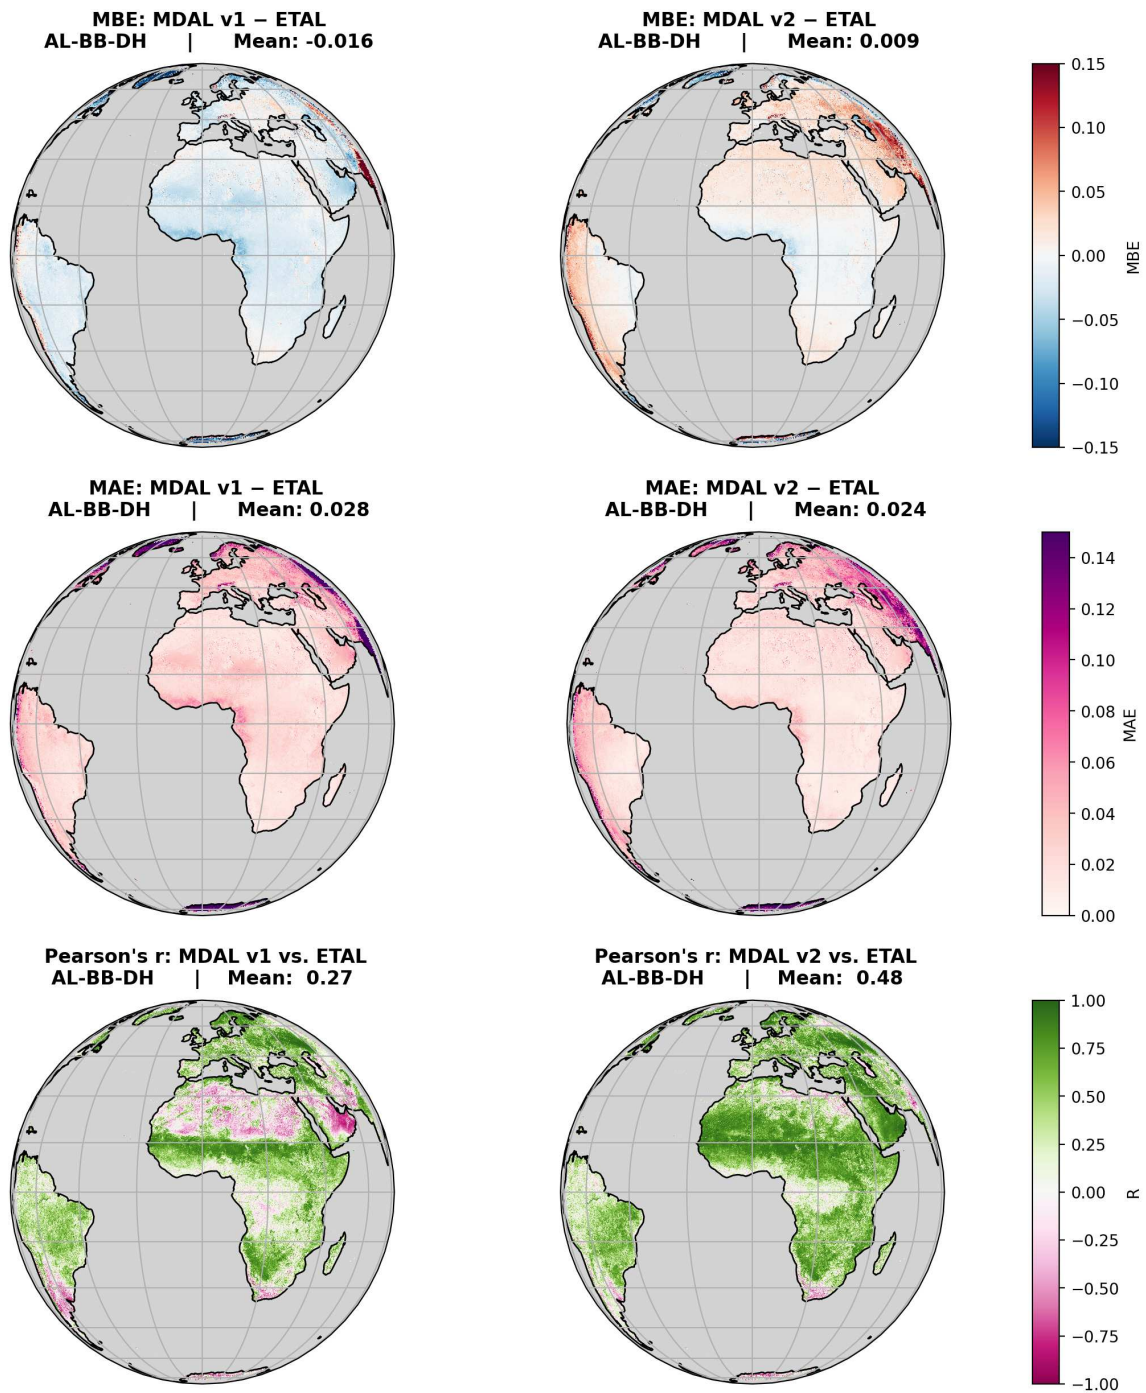 MBE: MDAL v1 − ETAL
AL-BB-DH | Mean: -0.016
MBE: MDAL v2 − ETAL
AL-BB-DH | Mean: 0.009
0.15
0.10
0.05
0.00
−0.05
−0.10
−0.15
MBE
MAE: MDAL v1 − ETAL
AL-BB-DH | Mean: 0.028
MAE: MDAL v2 − ETAL
AL-BB-DH | Mean: 0.024
0.14
0.12
0.10
0.08
0.06
0.04
0.02
0.00
MAE
Pearson's r: MDAL v1 vs. ETAL
AL-BB-DH | Mean: 0.27
Pearson's r: MDAL v2 vs. ETAL
AL-BB-DH | Mean: 0.48
1.00
0.75
0.50
0.25
0.00
−0.25
−0.50
−0.75
−1.00
R